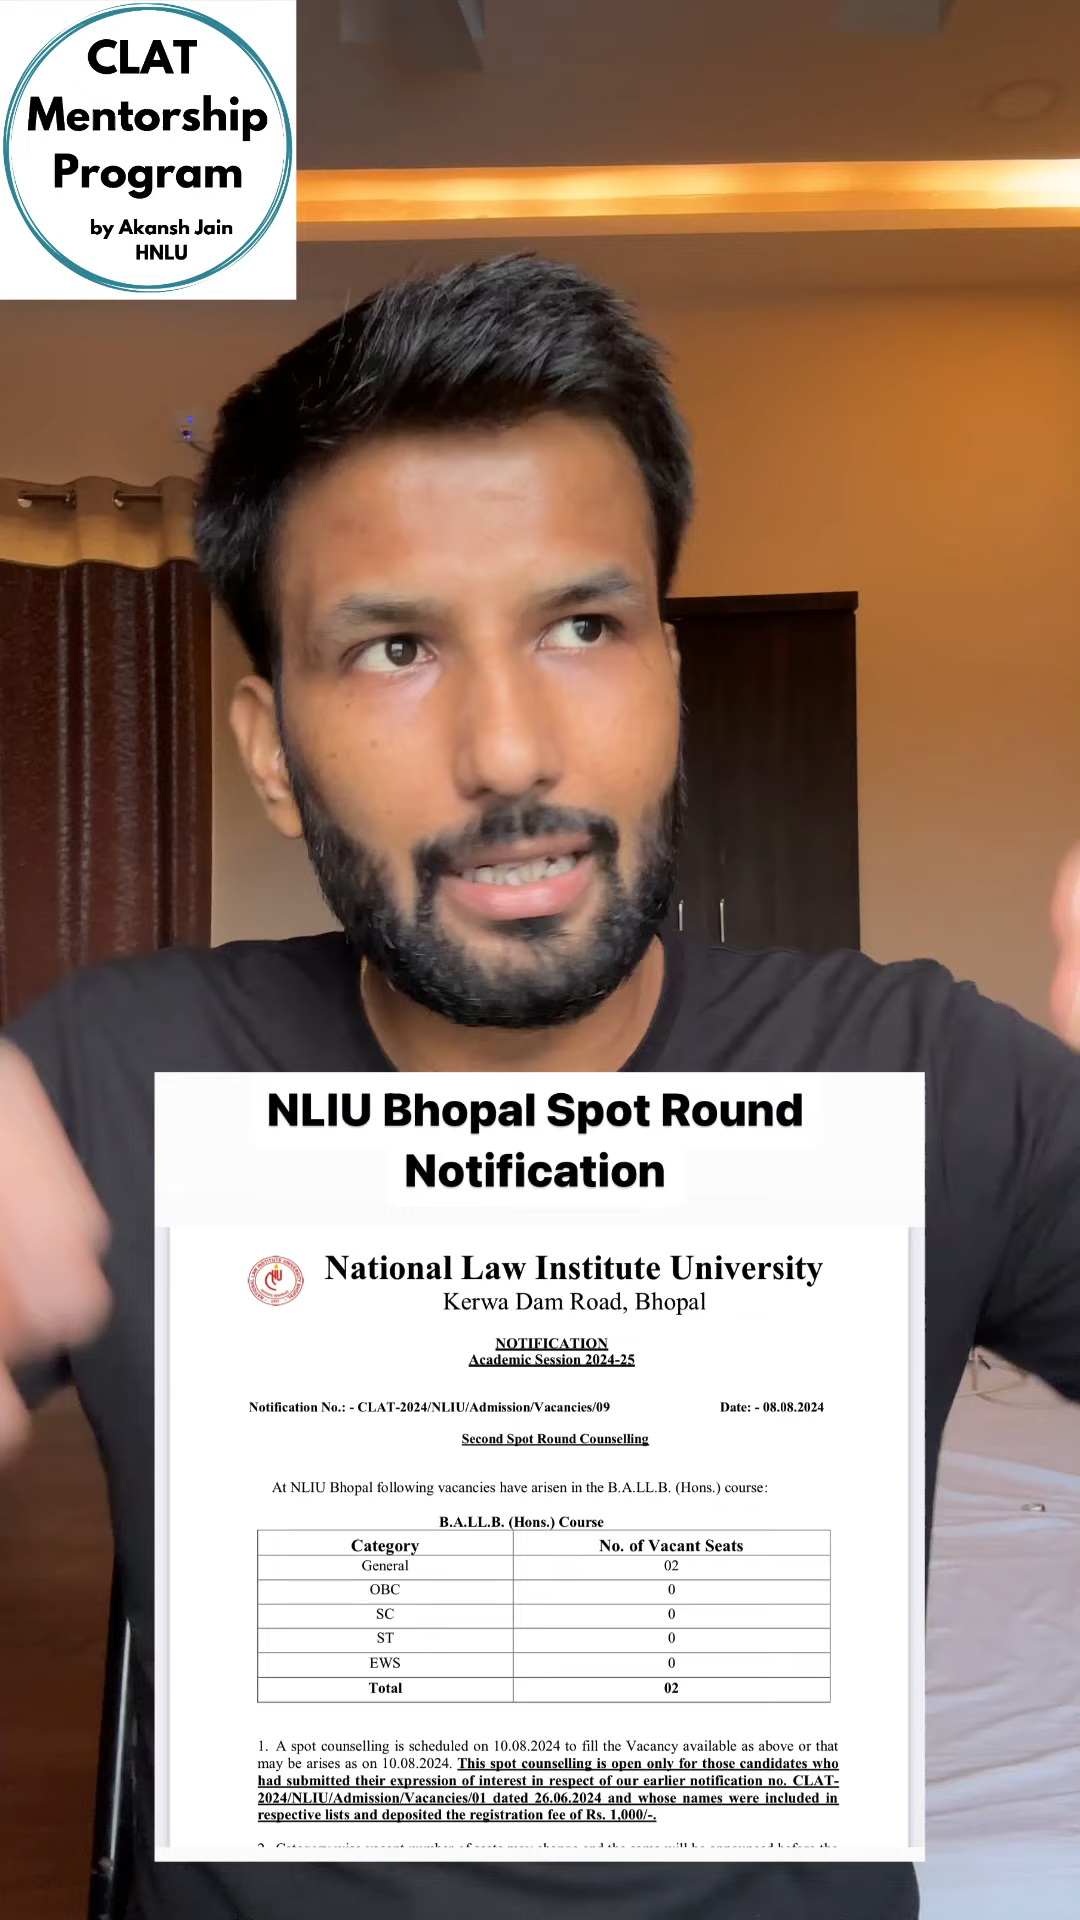 CLAT
Mentorship
Program
by Akansh Jain
HNLU
NLIU Bhopal Spot Round
Notification
National Law Institute University
Kerwa Dam Road, Bhopal
NOTIFICATION
Academic Session 2024-25
Notification No.: - CLAT-2024/NLIU/Admission/Vacancies/09 Date: - 08.08.2024
Second Spot Round Counselling
At NLIU Bhopal following vacancies have arisen in the B.A.LL.B. (Hons.) course:
B.A.LL.B. (Hons.) Course
Category No. of Vacant Seats
General 02
OBC 0
SC 0
ST 0
EWS 0
Total 02
1. A spot counselling is scheduled on 10.08.2024 to fill the Vacancy available as above or that
may be arises as on 10.08.2024. This spot counselling is open only for those candidates who
had submitted their expression of interest in respect of our earlier notification no. CLAT-
2024/NLIU/Admission/Vacancies/01 dated 26.06.2024 and whose names were included in
respective lists and deposited the registration fee of Rs. 1,000/-.